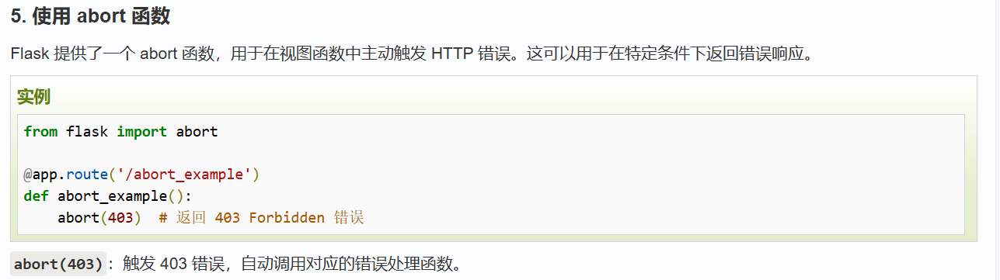 5. 使用 abort 函数
Flask 提供了一个 abort 函数，用于在视图函数中主动触发 HTTP 错误。这可以用于在特定条件下返回错误响应。
实例
from flask import abort
@app.route('/abort_example')
def abort_example():
    abort(403)  # 返回 403 Forbidden 错误
abort(403)：触发 403 错误，自动调用对应的错误处理函数。